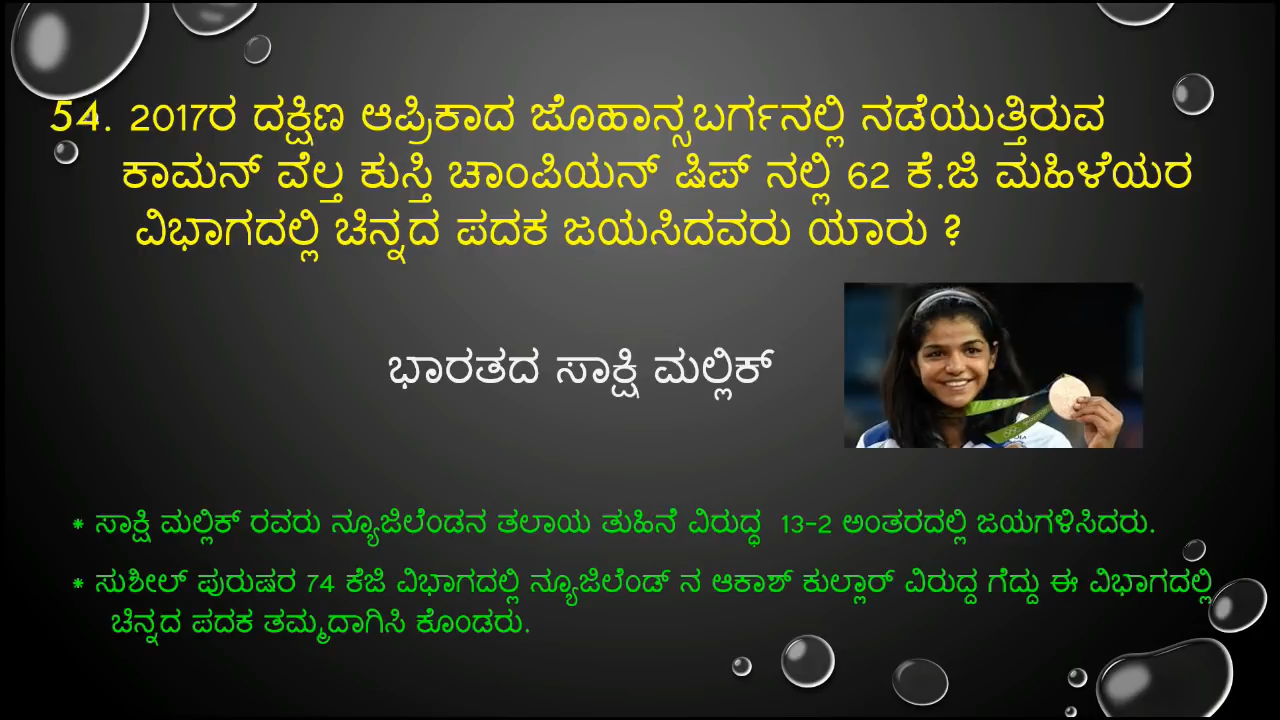 54. 2017ರ ದಕ್ಷಿಣ ಆಪ್ರಿಕಾದ ಜೊಹಾನ್ಸಬರ್ಗನಲ್ಲಿ ನಡೆಯುತ್ತಿರುವ
ಕಾಮನ್ ವೆಲ್ತ ಕುಸ್ತಿ ಚಾಂಪಿಯನ್ ಷಿಪ್ ನಲ್ಲಿ 62 ಕೆ.ಜಿ ಮಹಿಳೆಯರ
ವಿಭಾಗದಲ್ಲಿ ಚಿನ್ನದ ಪದಕ ಜಯಸಿದವರು ಯಾರು ?
ಭಾರತದ ಸಾಕ್ಷಿ ಮಲ್ಲಿಕ್
* ಸಾಕ್ಷಿ ಮಲ್ಲಿಕ್ ರವರು ನ್ಯೂಜಿಲೆಂಡನ ತಲಾಯ ತುಹಿನೆ ವಿರುದ್ಧ 13-2 ಅಂತರದಲ್ಲಿ ಜಯಗಳಿಸಿದರು.
* ಸುಶೀಲ್ ಪುರುಷರ 74 ಕೆಜಿ ವಿಭಾಗದಲ್ಲಿ ನ್ಯೂಜಿಲೆಂಡ್ ನ ಆಕಾಶ್ ಕುಲ್ಲಾರ್ ವಿರುದ್ದ ಗೆದ್ದು ಈ ವಿಭಾಗದಲ್ಲಿ
ಚಿನ್ನದ ಪದಕ ತಮ್ಮದಾಗಿಸಿ ಕೊಂಡರು.